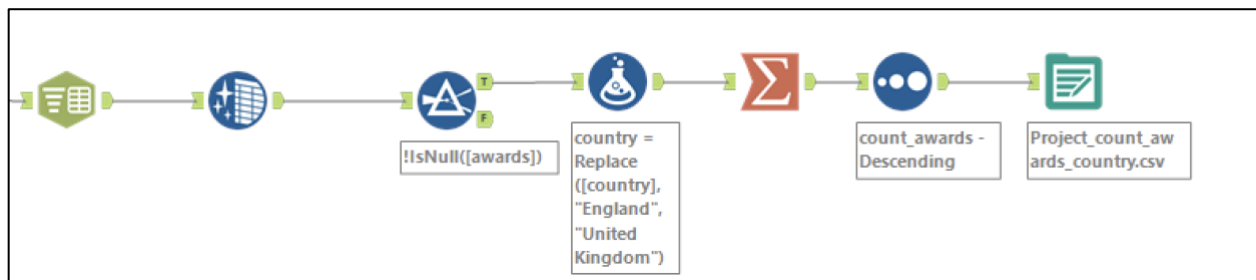 T
F
!IsNull([awards])
country =
Replace
([country],
"England",
"United
Kingdom")
count_awards -
Descending
Project_count_aw
ards_country.csv